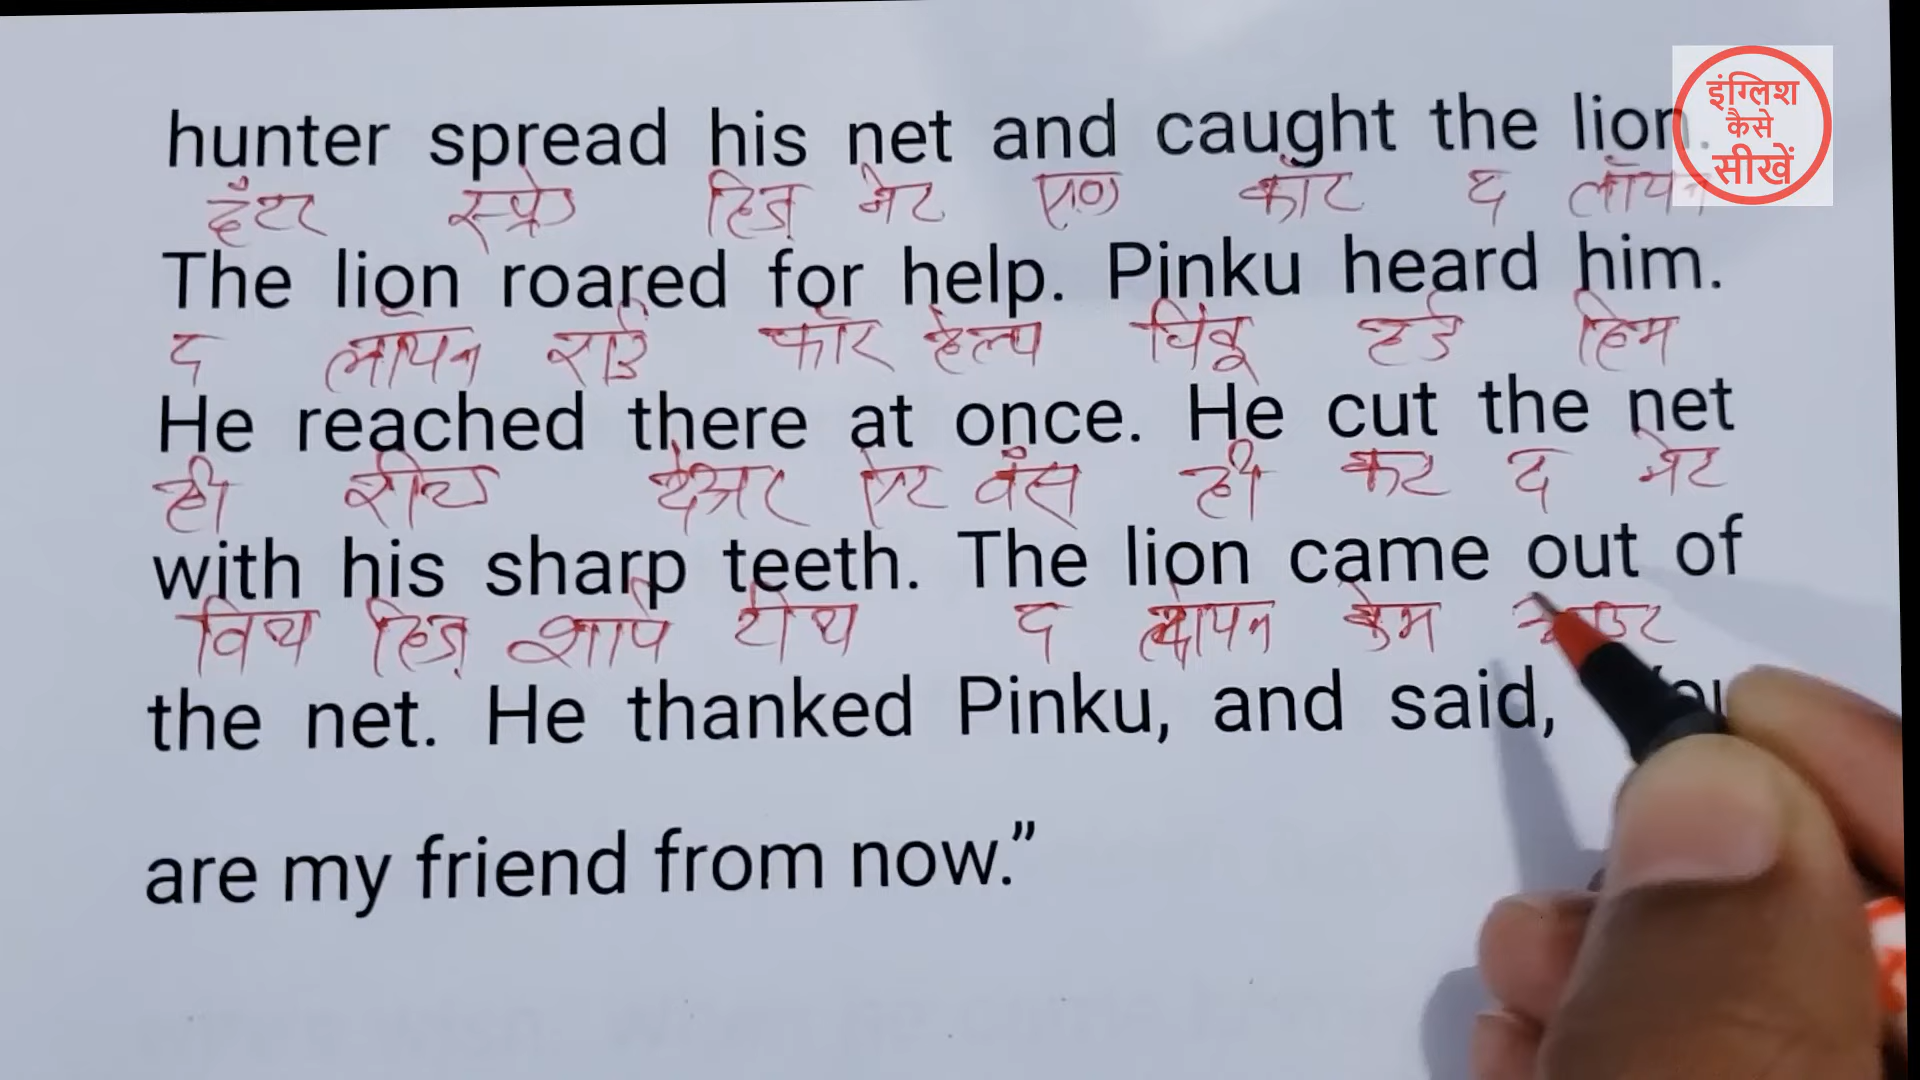 hunter spread his net and caught the lion.
हंटर स्प्रेड हिज़ नेट एण्ड कॉट द लॉयन
The lion roared for help. Pinku heard him.
द लॉयन रार्ड फॉर हेल्प पिंकू हर्ड हिम
He reached there at once. He cut the net
ही रीच्ड देअर ऐट वंस ही कट द नेट
with his sharp teeth. The lion came out of
विथ हिज़ शार्प टीथ द लॉयन केम आउट
the net. He thanked Pinku, and said,
are my friend from now.”
इंग्लिश
कैसे
सीखें